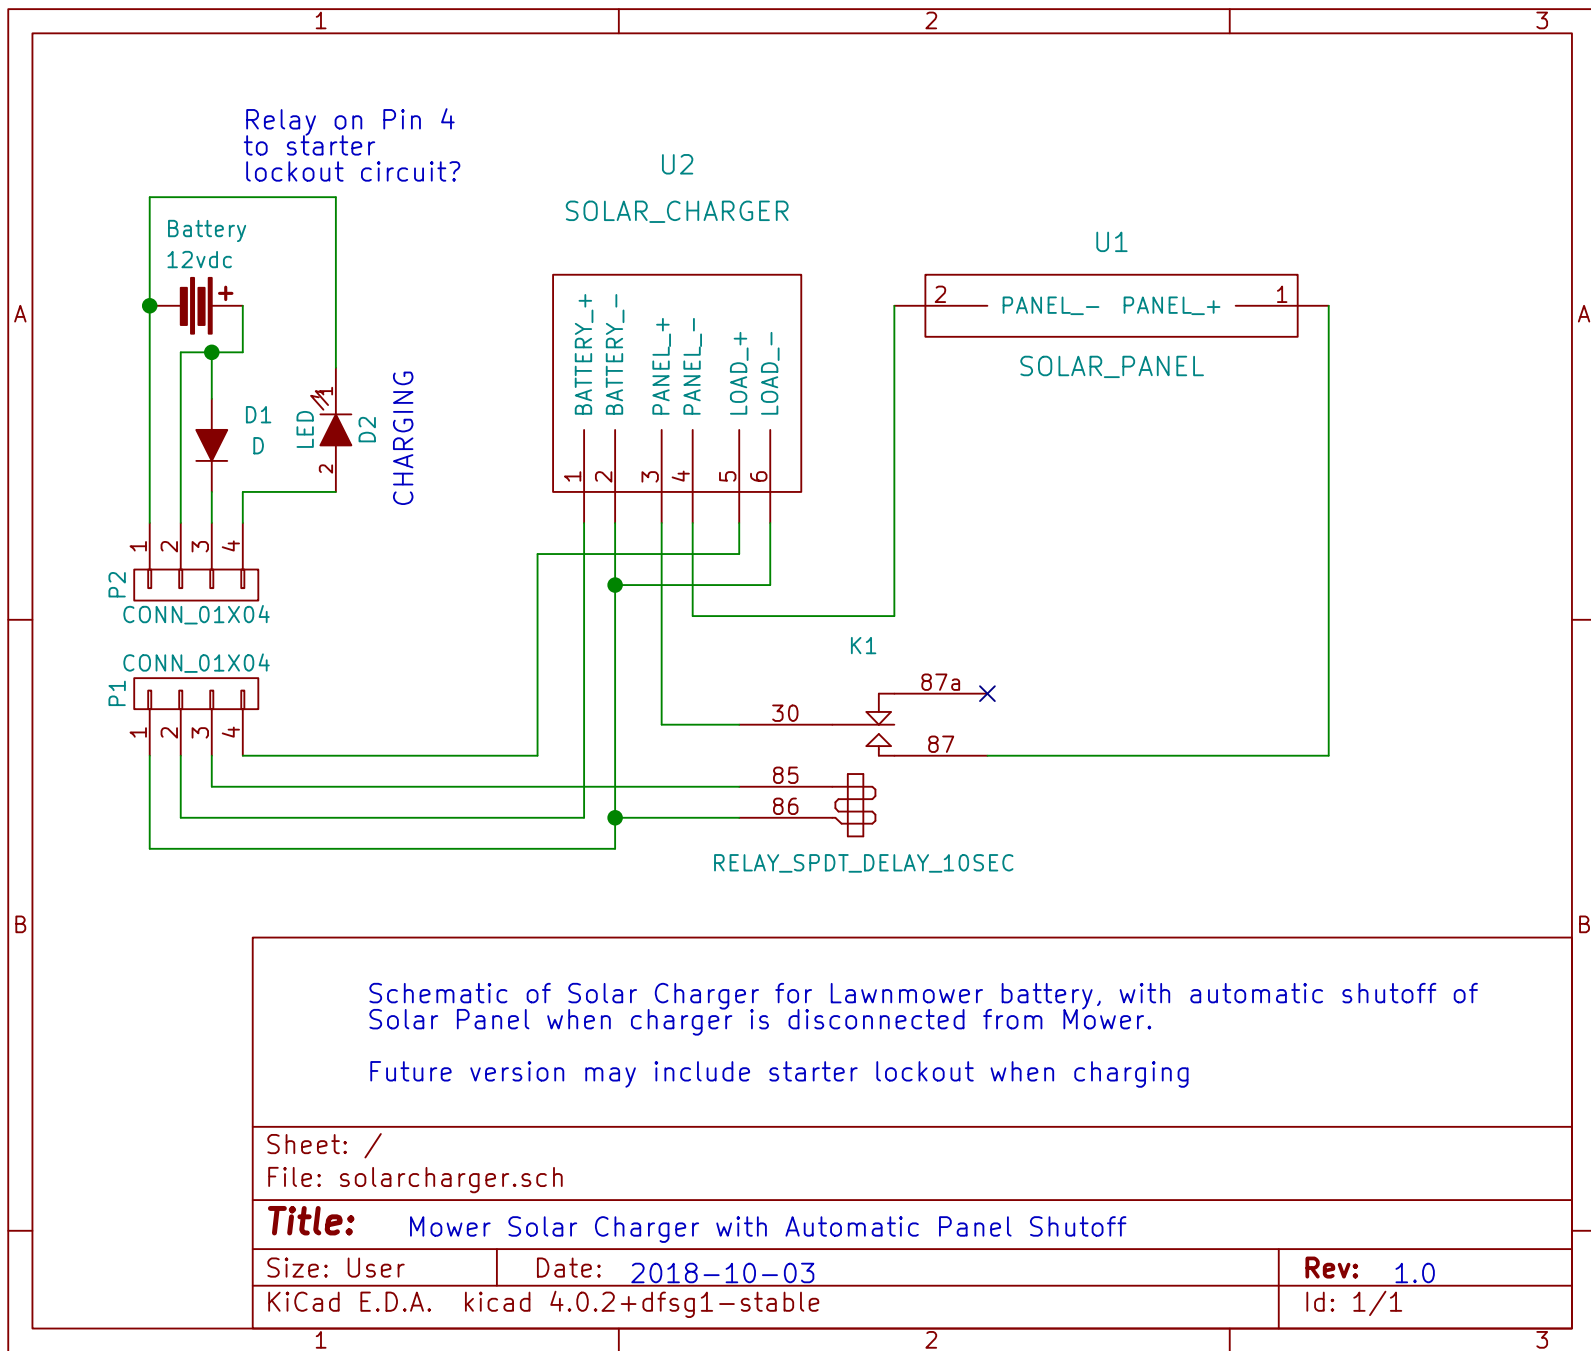 1
2
3
Relay on Pin 4
to starter
lockout circuit?
U2
SOLAR_CHARGER
Battery
12vdc
+
U1
A
A
2
PANEL_-
PANEL_+
1
SOLAR_PANEL
BATTERY_+
BATTERY_-
PANEL_+
PANEL_-
LOAD_+
LOAD_-
1
2
3
4
5
6
D1
D
LED
1
2
D2
CHARGING
1
2
3
4
P2
CONN_01X04
CONN_01X04
P1
1
2
3
4
K1
87a
30
87
85
86
RELAY_SPDT_DELAY_10SEC
B
B
Schematic of Solar Charger for Lawnmower battery, with automatic shutoff of
Solar Panel when charger is disconnected from Mower.
Future version may include starter lockout when charging
Sheet: /
File: solarcharger.sch
Title: Mower Solar Charger with Automatic Panel Shutoff
Size: User
Date: 2018-10-03
Rev: 1.0
KiCad E.D.A. kicad 4.0.2+dfsg1-stable
Id: 1/1
1
2
3